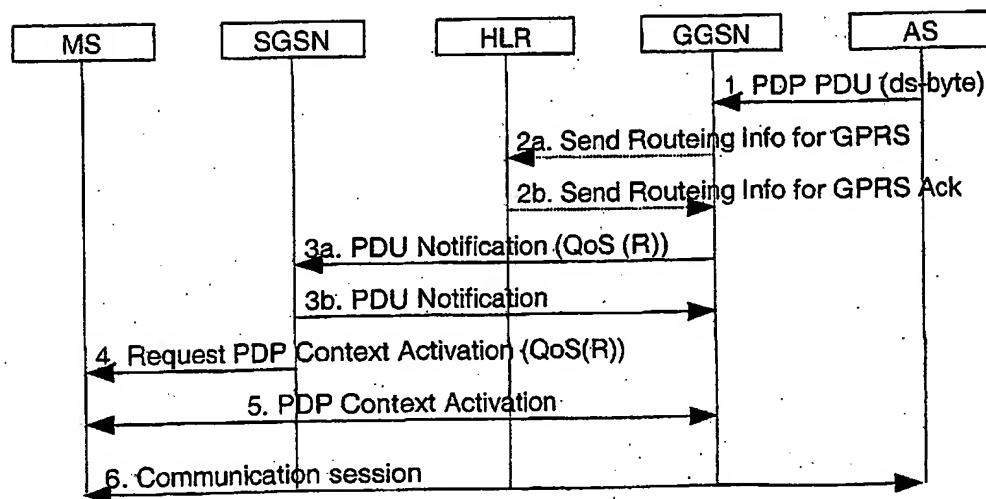 MS SGSN HLR GGSN AS
1. PDP PDU (ds-byte)
2a. Send Routeing Info for GPRS
2b. Send Routeing Info for GPRS Ack
3a. PDU Notification (QoS (R))
3b. PDU Notification
4. Request PDP Context Activation (QoS(R))
5. PDP Context Activation
6. Communication session